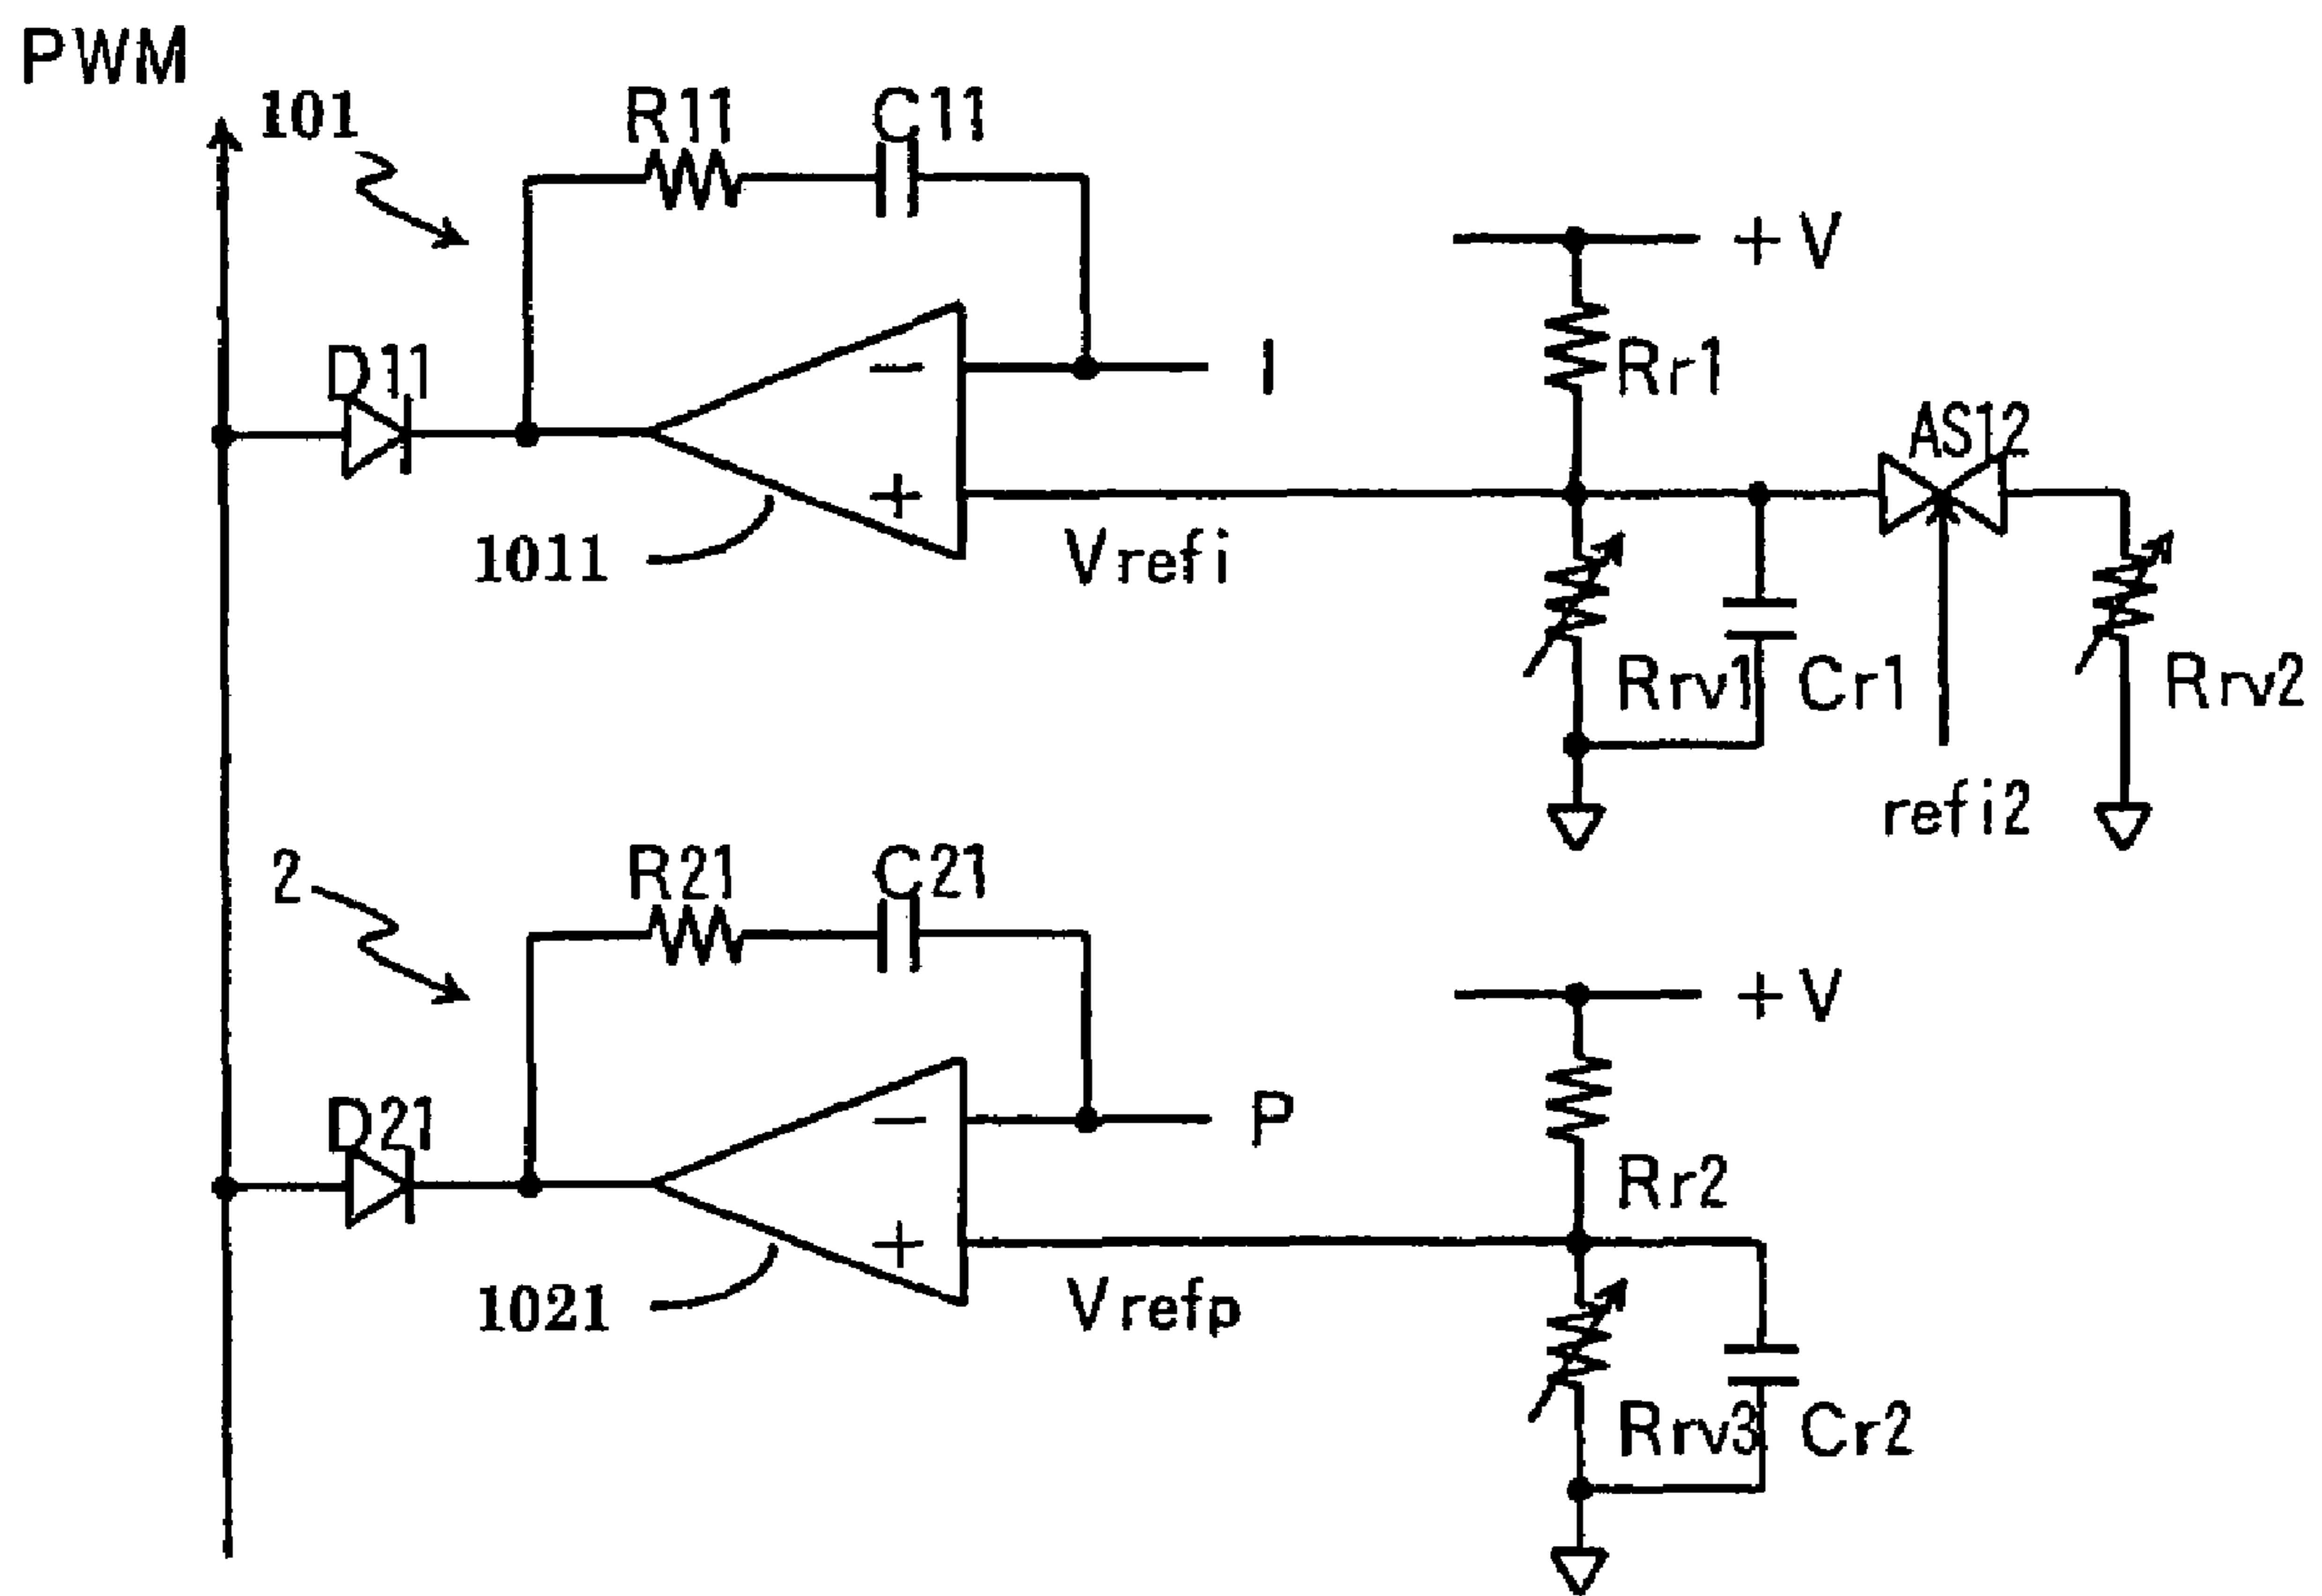 PWM
101
R11
C11
+V
D11
−
I
Rr1
AS12
+
1011
Vrefi
Rrv1
Cr1
Rrv2
refi2
2
R21
C21
+V
D21
−
P
Rr2
+
1021
Vrefp
Rrv3
Cr2